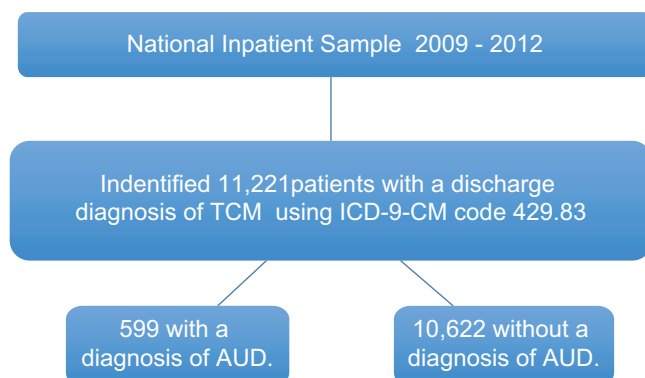 National Inpatient Sample 2009 - 2012
Indentified 11,221patients with a discharge
diagnosis of TCM using ICD-9-CM code 429.83
599 with a
diagnosis of AUD.
10,622 without a
diagnosis of AUD.